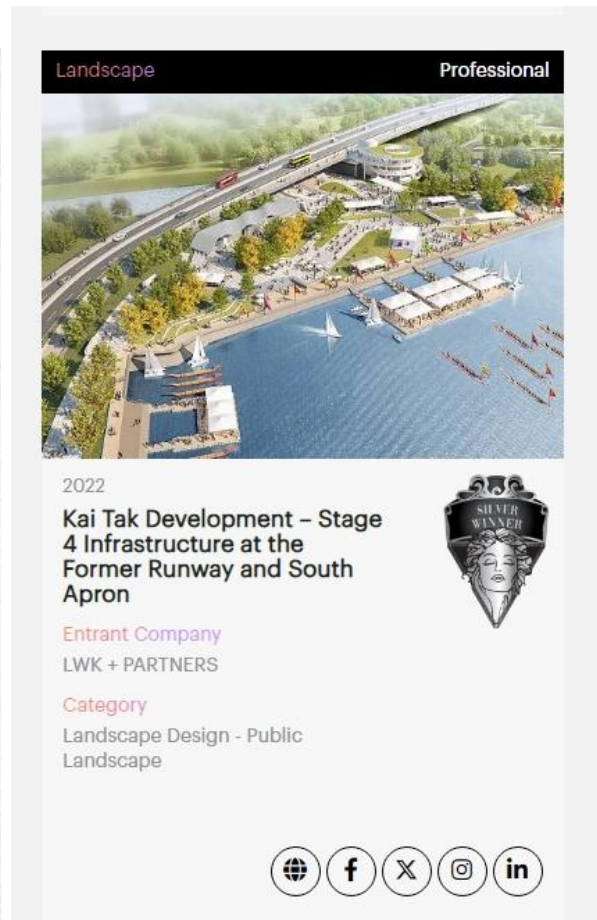 Landscape
Professional
2022
Kai Tak Development – Stage
4 Infrastructure at the
Former Runway and South
Apron
SILVER
WINNER
Entrant Company
LWK + PARTNERS
Category
Landscape Design - Public
Landscape